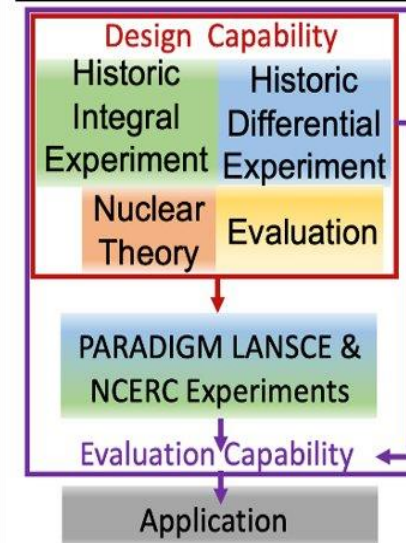 Design Capability
Historic
Integral
Experiment
Historic
Differential
Experiment
Nuclear
Theory
Evaluation
PARADIGM LANSCE &
NCERC Experiments
Evaluation Capability
Application